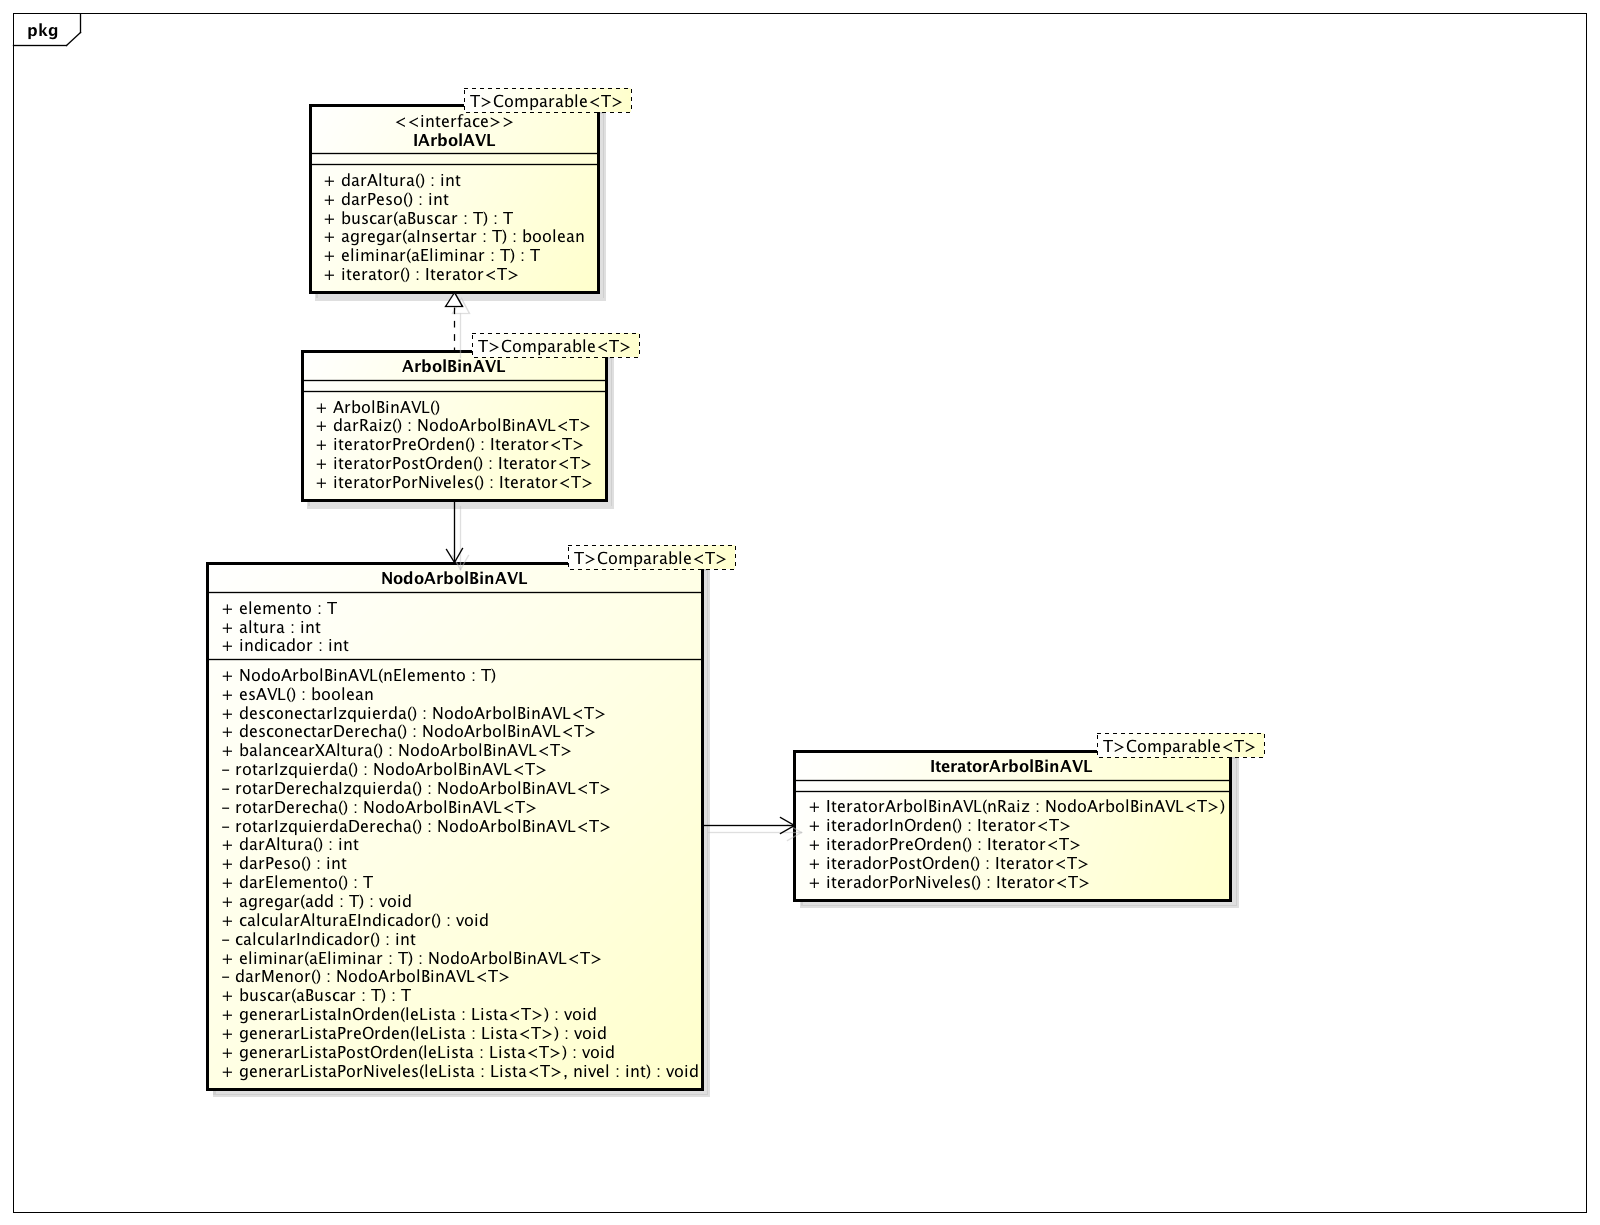 pkg
T>Comparable<T>
<<interface>>
IArbolAVL
+ darAltura() : int
+ darPeso() : int
+ buscar(aBuscar : T) : T
+ agregar(aInsertar : T) : boolean
+ eliminar(aEliminar : T) : T
+ iterator() : Iterator<T>
T>Comparable<T>
ArbolBinAVL
+ ArbolBinAVL()
+ darRaiz() : NodoArbolBinAVL<T>
+ iteratorPreOrden() : Iterator<T>
+ iteratorPostOrden() : Iterator<T>
+ iteratorPorNiveles() : Iterator<T>
T>Comparable<T>
NodoArbolBinAVL
+ elemento : T
+ altura : int
+ indicador : int
+ NodoArbolBinAVL(nElemento : T)
+ esAVL() : boolean
+ desconectarIzquierda() : NodoArbolBinAVL<T>
+ desconectarDerecha() : NodoArbolBinAVL<T>
+ balancearXAltura() : NodoArbolBinAVL<T>
- rotarIzquierda() : NodoArbolBinAVL<T>
- rotarDerechaIzquierda() : NodoArbolBinAVL<T>
- rotarDerecha() : NodoArbolBinAVL<T>
- rotarIzquierdaDerecha() : NodoArbolBinAVL<T>
+ darAltura() : int
+ darPeso() : int
+ darElemento() : T
+ agregar(add : T) : void
+ calcularAlturaEIndicador() : void
- calcularIndicador() : int
+ eliminar(aEliminar : T) : NodoArbolBinAVL<T>
- darMenor() : NodoArbolBinAVL<T>
+ buscar(aBuscar : T) : T
+ generarListaInOrden(leLista : Lista<T>) : void
+ generarListaPreOrden(leLista : Lista<T>) : void
+ generarListaPostOrden(leLista : Lista<T>) : void
+ generarListaPorNiveles(leLista : Lista<T>, nivel : int) : void
T>Comparable<T>
IteratorArbolBinAVL
+ IteratorArbolBinAVL(nRaiz : NodoArbolBinAVL<T>)
+ iteradorInOrden() : Iterator<T>
+ iteradorPreOrden() : Iterator<T>
+ iteradorPostOrden() : Iterator<T>
+ iteradorPorNiveles() : Iterator<T>